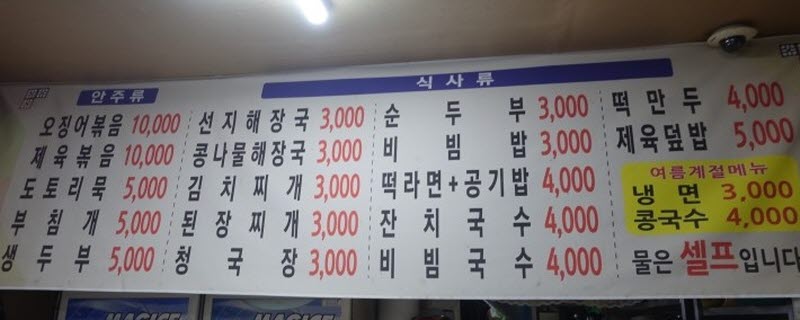 안주류
오징어볶음 10,000
제육볶음 10,000
도토리묵 5,000
부침개 5,000
생두부 5,000
식사류
선지해장국 3,000
콩나물해장국 3,000
김치찌개 3,000
된장찌개 3,000
청국장 3,000
순두부 3,000
비빔밥 3,000
떡라면+공기밥 4,000
잔치국수 4,000
비빔국수 4,000
떡만두 4,000
제육덮밥 5,000
여름계절메뉴
냉면 3,000
콩국수 4,000
물은 셀프입니다